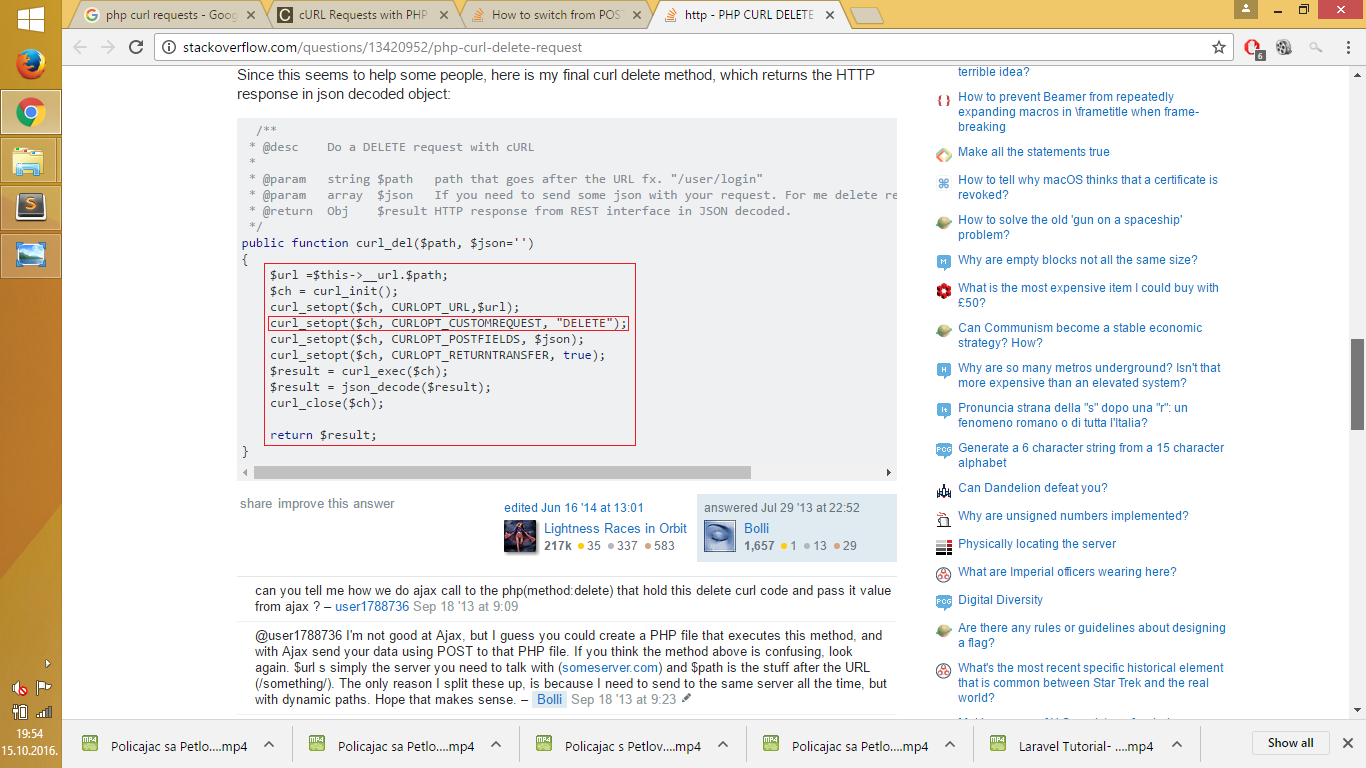 php curl requests - Goog
cURL Requests with PHP
How to switch from POS
http - PHP CURL DELETE
stackoverflow.com/questions/13420952/php-curl-delete-request
6
Since this seems to help some people, here is my final curl delete method, which returns the HTTP
response in json decoded object:
/**
* @desc Do a DELETE request with cURL
*
* @param string $path path that goes after the URL fx. "/user/login"
* @param array $json If you need to send some json with your request. For me delete re
* @return Obj $result HTTP response from REST interface in JSON decoded.
*/
public function curl_del($path, $json='')
{
$url =$this->__url.$path;
$ch = curl_init();
curl_setopt($ch, CURLOPT_URL,$url);
curl_setopt($ch, CURLOPT_CUSTOMREQUEST, "DELETE");
curl_setopt($ch, CURLOPT_POSTFIELDS, $json);
curl_setopt($ch, CURLOPT_RETURNTRANSFER, true);
$result = curl_exec($ch);
$result = json_decode($result);
curl_close($ch);
return $result;
}
share improve this answer
edited Jun 16 '14 at 13:01
Lightness Races in Orbit
217k 35 337 583
answered Jul 29 '13 at 22:52
Bolli
1,657 1 13 29
can you tell me how we do ajax call to the php(method:delete) that hold this delete curl code and pass it value
from ajax ? – user1788736 Sep 18 '13 at 9:09
@user1788736 I'm not good at Ajax, but I guess you could create a PHP file that executes this method, and
with Ajax send your data using POST to that PHP file. If you think the method above is confusing, look
again. $url s simply the server you need to talk with (someserver.com) and $path is the stuff after the URL
(/something/). The only reason I split these up, is because I need to send to the same server all the time, but
with dynamic paths. Hope that makes sense. – Bolli Sep 18 '13 at 9:23
terrible idea?
How to prevent Beamer from repeatedly
expanding macros in \frametitle when frame-
breaking
Make all the statements true
How to tell why macOS thinks that a certificate is
revoked?
How to solve the old 'gun on a spaceship'
problem?
Why are empty blocks not all the same size?
What is the most expensive item I could buy with
£50?
Can Communism become a stable economic
strategy? How?
Why are so many metros underground? Isn't that
more expensive than an elevated system?
Pronuncia strana della "s" dopo una "r": un
fenomeno romano o di tutta l'Italia?
Generate a 6 character string from a 15 character
alphabet
Can Dandelion defeat you?
Why are unsigned numbers implemented?
Physically locating the server
What are Imperial officers wearing here?
Digital Diversity
Are there any rules or guidelines about designing
a flag?
What's the most recent specific historical element
that is common between Star Trek and the real
world?
19:54
15.10.2016.
Policajac sa Petlo....mp4
Policajac sa Petlo....mp4
Policajac s Petlov....mp4
Policajac sa Petlo....mp4
Laravel Tutorial- ....mp4
Show all